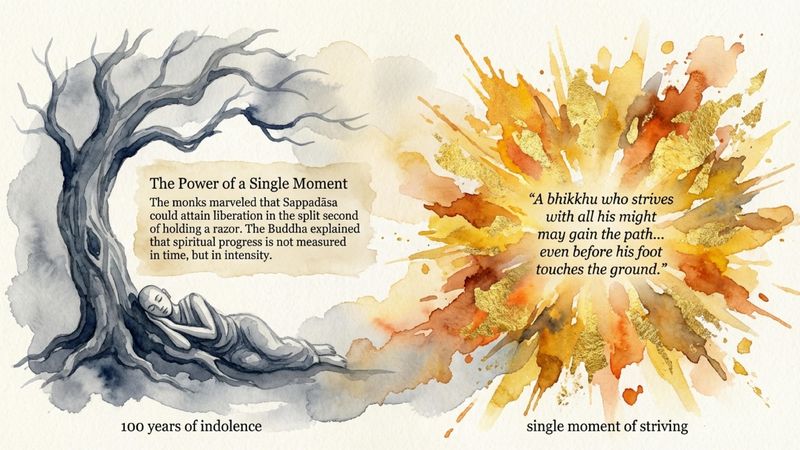 The Power of a Single Moment
The monks marveled that Sappadāsa
could attain liberation in the split second
of holding a razor. The Buddha explained
that spiritual progress is not measured
in time, but in intensity.
“A bhikkhu who strives
with all his might
may gain the path...
even before his foot
touches the ground.”
100 years of indolence
single moment of striving